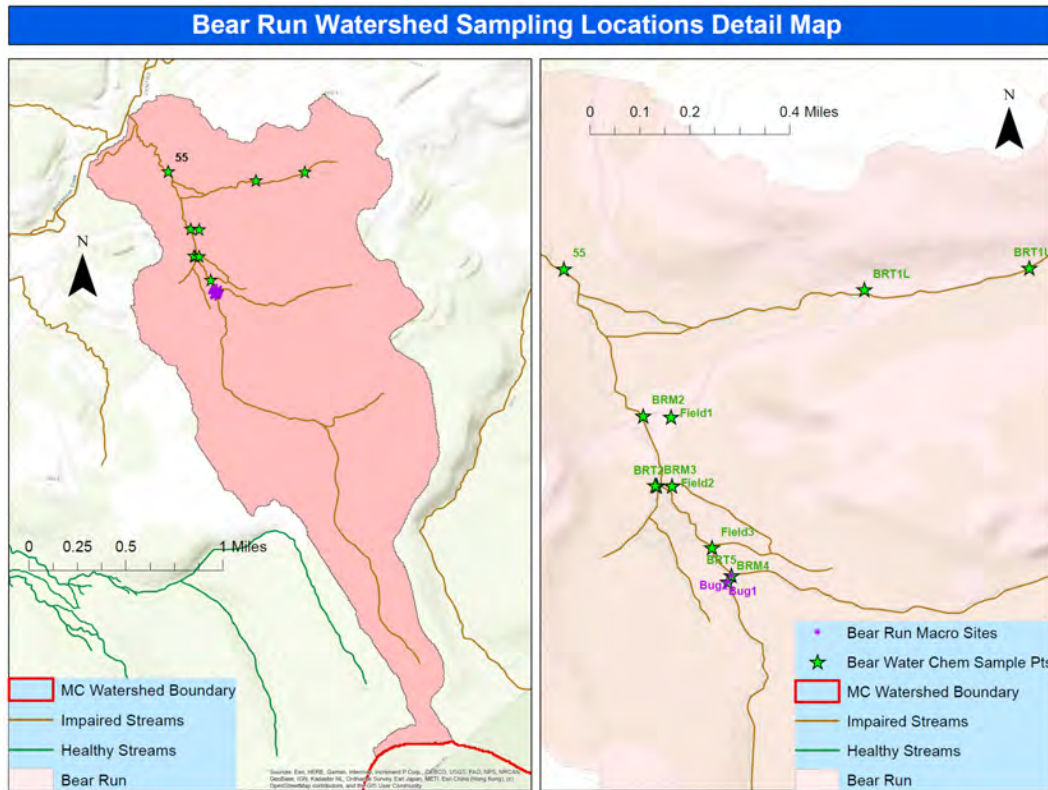 Bear Run Watershed Sampling Locations Detail Map
N
55
0 0.25 0.5 1 Miles
MC Watershed Boundary
Impaired Streams
Healthy Streams
Bear Run
0 0.1 0.2 0.4 Miles
N
55
BRT1L
BRM2
Field1
BRM3
Field2
Field3
BRT5
BRM4
Bug1
Bear Run Macro Sites
Bear Water Chem Sample Pts
MC Watershed Boundary
Impaired Streams
Healthy Streams
Bear Run